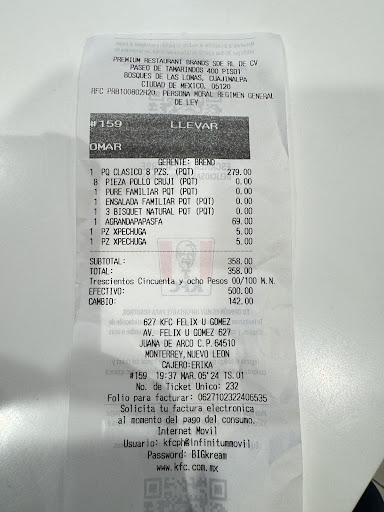 PREMIUM RESTAURANT BRANDS SDE RL DE CV
PASEO DE TAMARINDOS 400 PISO1
BOSQUES DE LAS LOMAS, CUAJIMALPA
CIUDAD DE MEXICO, 05120
RFC PRB100802H20, PERSONA MORAL REGIMEN GENERAL
DE LEY
#159 LLEVAR
OMAR
GERENTE: BREND
1 PQ CLASICO 8 PZS. (PQT) 279.00
8 PIEZA POLLO CRUJI (PQT) 0.00
1 PURE FAMILIAR PQT (PQT) 0.00
1 ENSALADA FAMILIAR PQT (PQT) 0.00
1 3 BISQUET NATURAL PQT (PQT) 0.00
1 AGRANDAPAPASFA 69.00
1 PZ XPECHUGA 5.00
1 PZ XPECHUGA 5.00
SUBTOTAL: 358.00
TOTAL: 358.00
Trescientos Cincuenta y ocho Pesos 00/100 M.N.
EFECTIVO: 500.00
CAMBIO: 142.00
KFC
627 KFC FELIX U GOMEZ
AV. FELIX U GOMEZ 627
JUANA DE ARCO C.P.64510
MONTERREY,NUEVO LEON
CAJERO:ERIKA
#159 19:37 MAR.05'24 TS.01
No. de Ticket Unico: 232
Folio para facturar: 0627102322406535
Solicita tu factura electronica
al momento del pago del consumo.
Internet Movil
Usuario: kfcph@infinitummovil
Password: BIGkream
www.kfc.com.mx